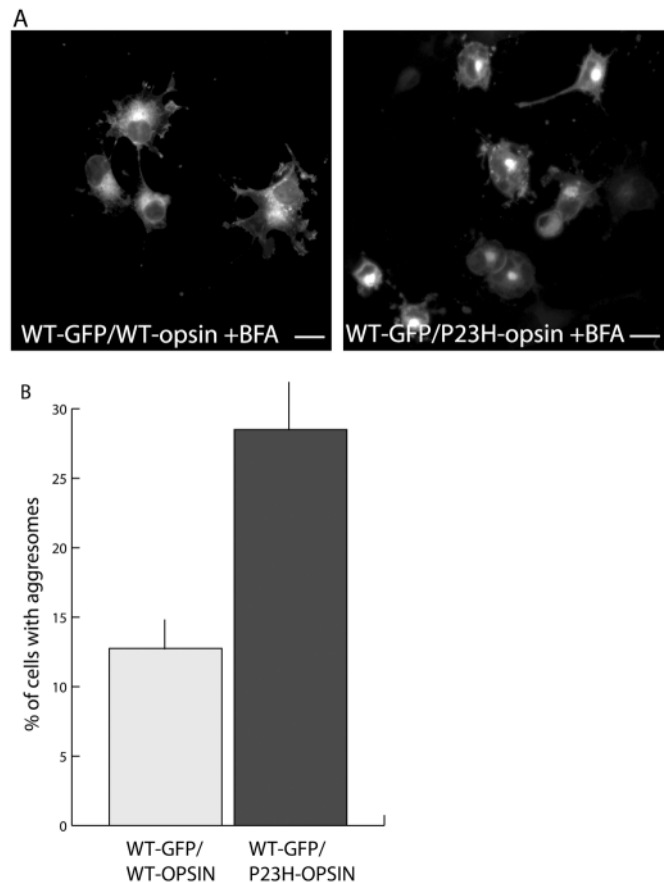 A
WT-GFP/WT-opsin +BFA
WT-GFP/P23H-opsin +BFA
B
% of cells with aggresomes
30
25
20
15
10
5
0
WT-GFP/
WT-OPSIN
WT-GFP/
P23H-OPSIN